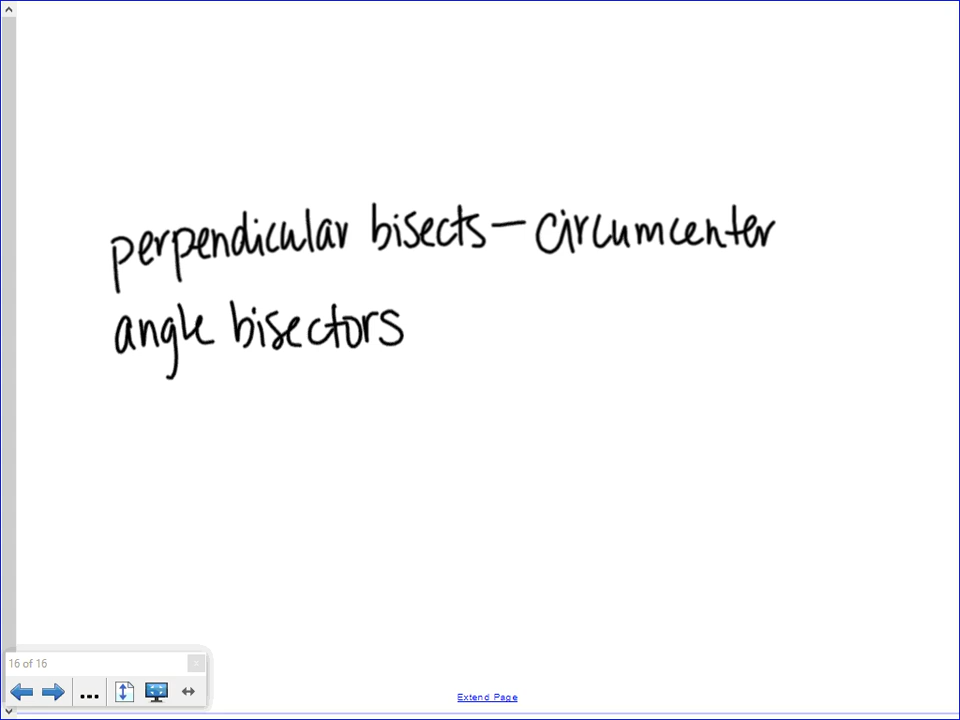 perpendicular bisects – circumcenter
angle bisectors
16 of 16
Extend Page